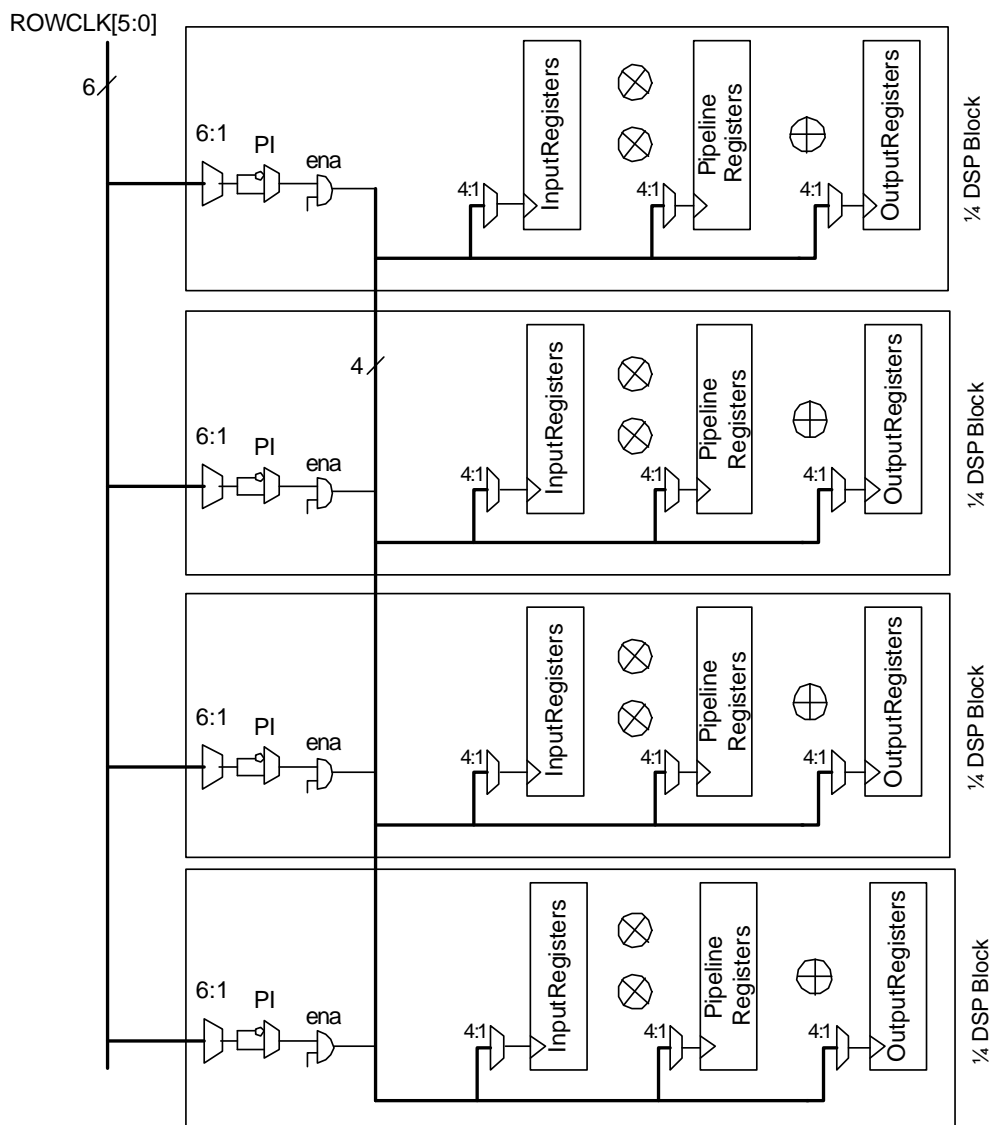 ROWCLK[5:0]
6
6:1
PI
ena
4:1
InputRegisters
4:1
Pipeline
Registers
4:1
OutputRegisters
¼ DSP Block
4
6:1
PI
ena
4:1
InputRegisters
4:1
Pipeline
Registers
4:1
OutputRegisters
¼ DSP Block
6:1
PI
ena
4:1
InputRegisters
4:1
Pipeline
Registers
4:1
OutputRegisters
¼ DSP Block
6:1
PI
ena
4:1
InputRegisters
4:1
Pipeline
Registers
4:1
OutputRegisters
¼ DSP Block